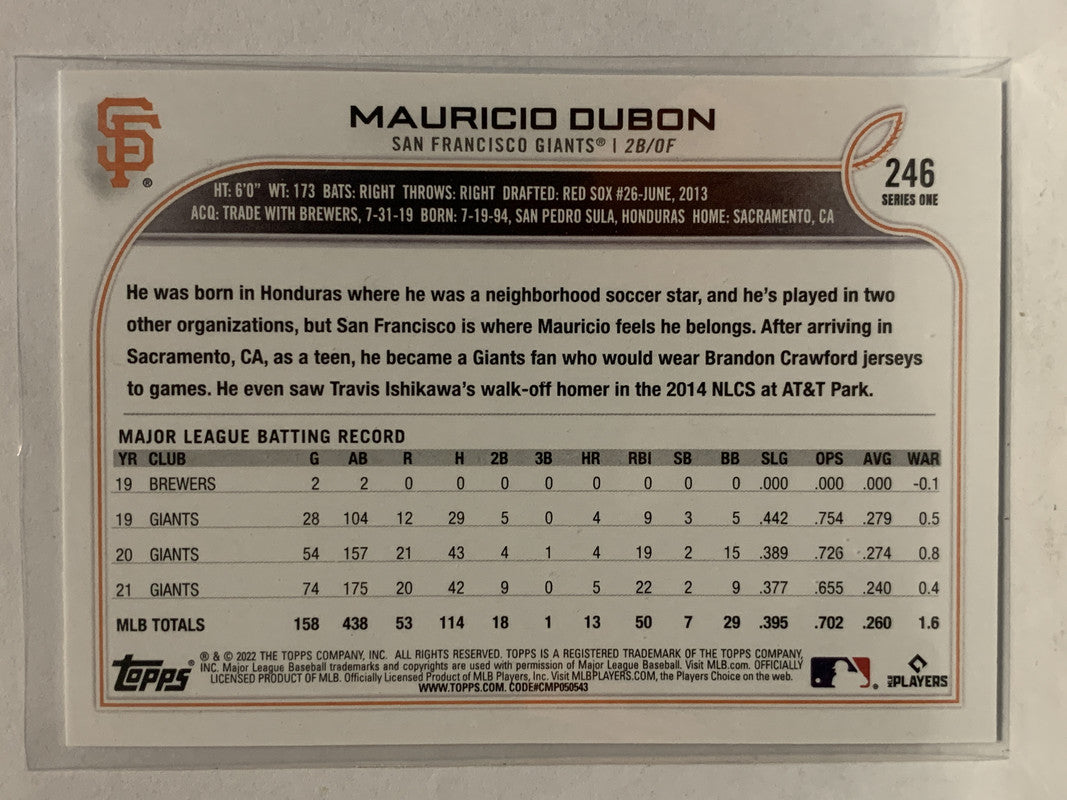 SF ®
MAURICIO DUBON
SAN FRANCISCO GIANTS® | 2B/OF
246
SERIES ONE
HT: 6'0" WT: 173 BATS: RIGHT THROWS: RIGHT DRAFTED: RED SOX #26-JUNE, 2013
ACQ: TRADE WITH BREWERS, 7-31-19 BORN: 7-19-94, SAN PEDRO SULA, HONDURAS HOME: SACRAMENTO, CA
He was born in Honduras where he was a neighborhood soccer star, and he's played in two
other organizations, but San Francisco is where Mauricio feels he belongs. After arriving in
Sacramento, CA, as a teen, he became a Giants fan who would wear Brandon Crawford jerseys
to games. He even saw Travis Ishikawa's walk-off homer in the 2014 NLCS at AT&T Park.
MAJOR LEAGUE BATTING RECORD
YR CLUB G AB R H 2B 3B HR RBI SB BB SLG OPS AVG WAR
19 BREWERS 2 2 0 0 0 0 0 0 0 0 .000 .000 .000 -0.1
19 GIANTS 28 104 12 29 5 0 4 9 3 5 .442 .754 .279 0.5
20 GIANTS 54 157 21 43 4 1 4 19 2 15 .389 .726 .274 0.8
21 GIANTS 74 175 20 42 9 0 5 22 2 9 .377 .655 .240 0.4
MLB TOTALS 158 438 53 114 18 1 13 50 7 29 .395 .702 .260 1.6
topps®
® & © 2022 THE TOPPS COMPANY, INC. ALL RIGHTS RESERVED. TOPPS IS A REGISTERED TRADEMARK OF THE TOPPS COMPANY,
INC. Major League Baseball trademarks and copyrights are used with permission of Major League Baseball. Visit MLB.com. OFFICIALLY
LICENSED PRODUCT OF MLB. Officially Licensed Product of MLB Players, Inc. Visit MLBPLAYERS.COM, the Players Choice on the web.
WWW.TOPPS.COM. CODE#CMP050543
MLB PLAYERS